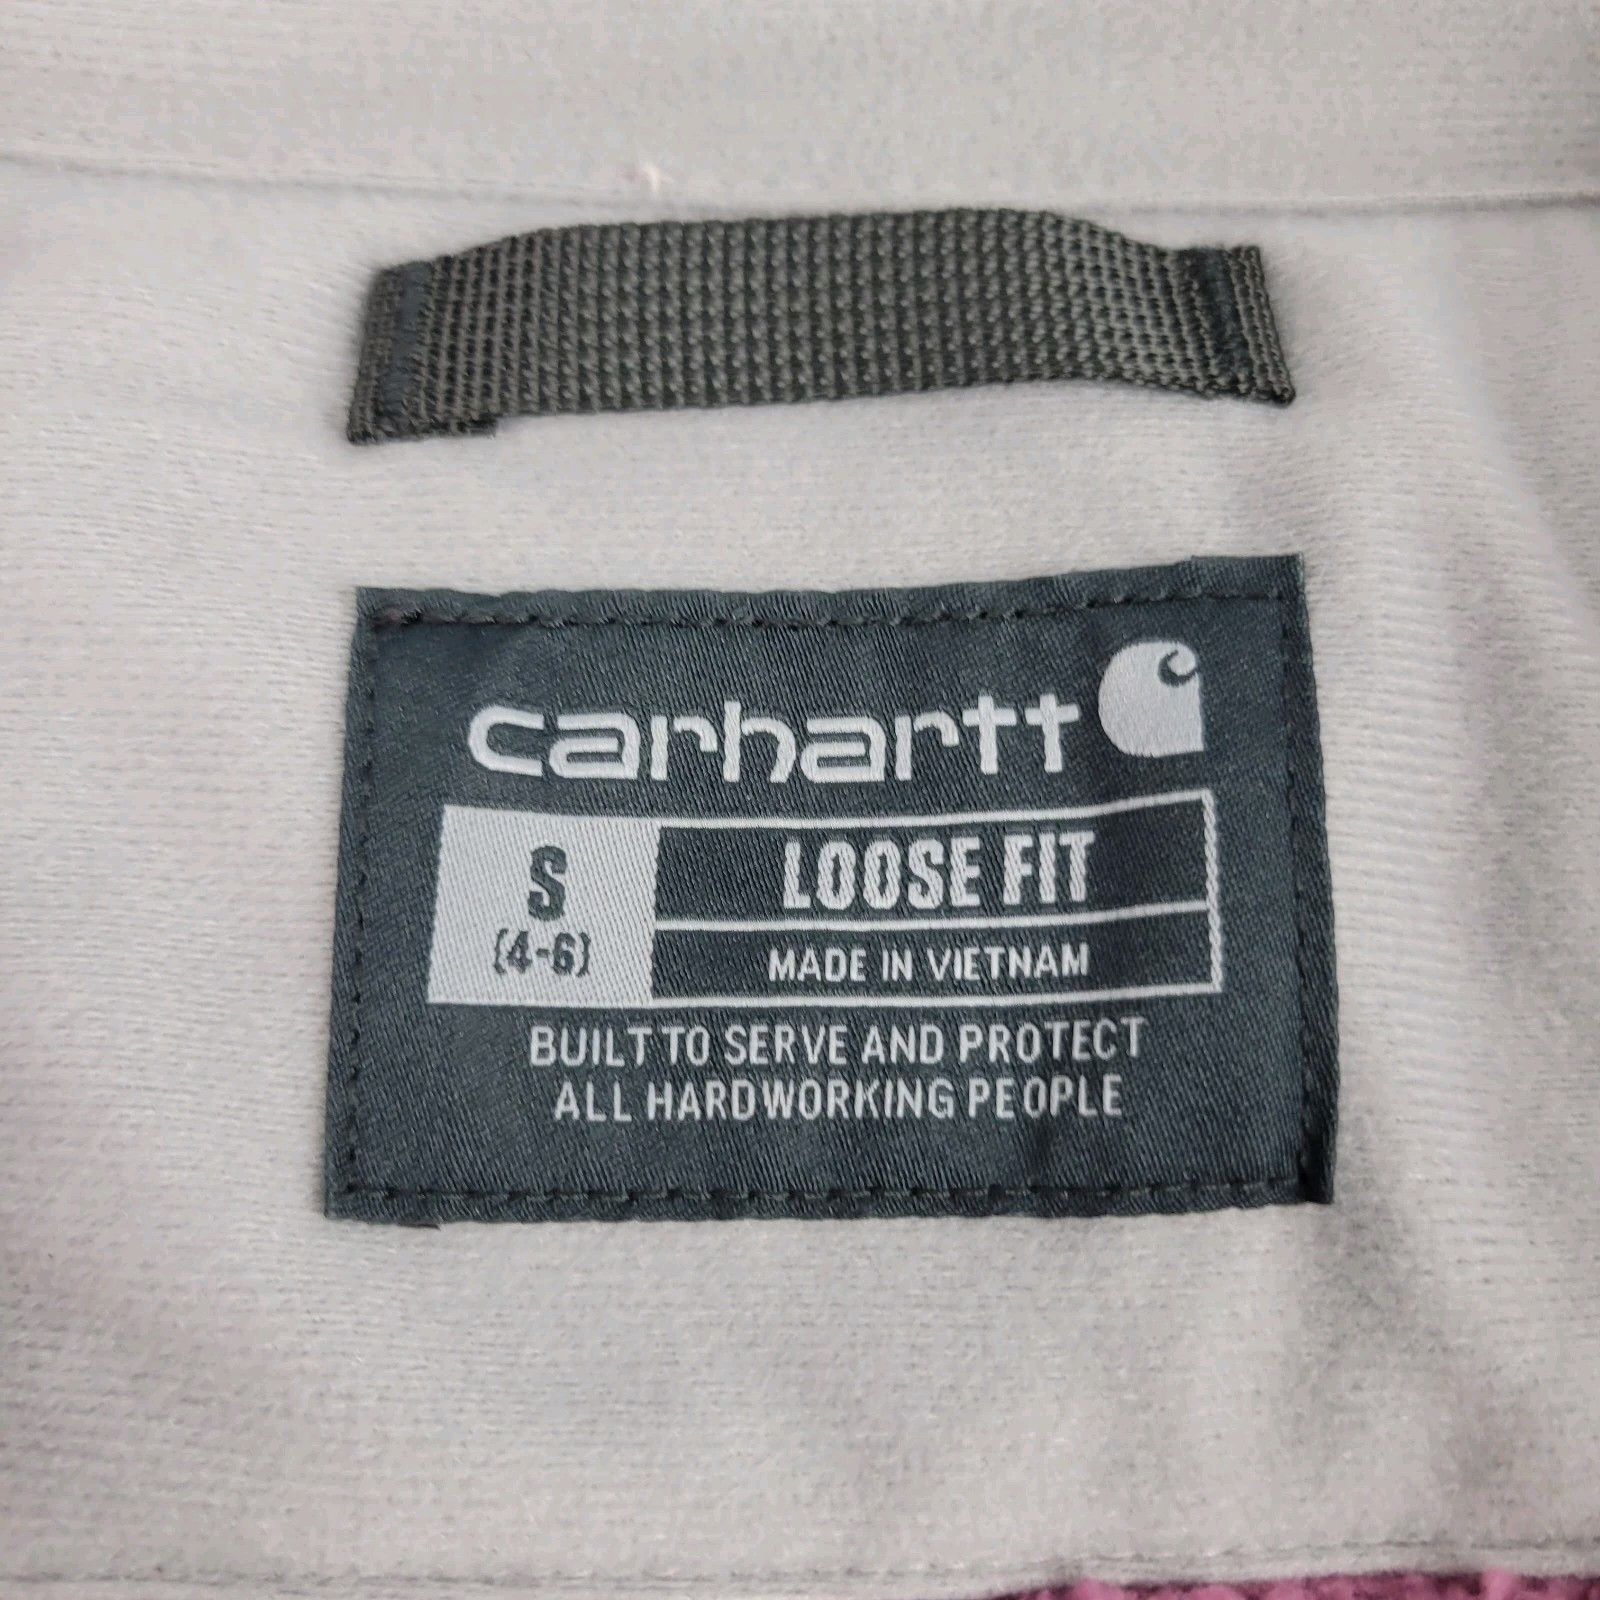 carhartt
S
(4-6)
LOOSE FIT
MADE IN VIETNAM
BUILT TO SERVE AND PROTECT
ALL HARDWORKING PEOPLE